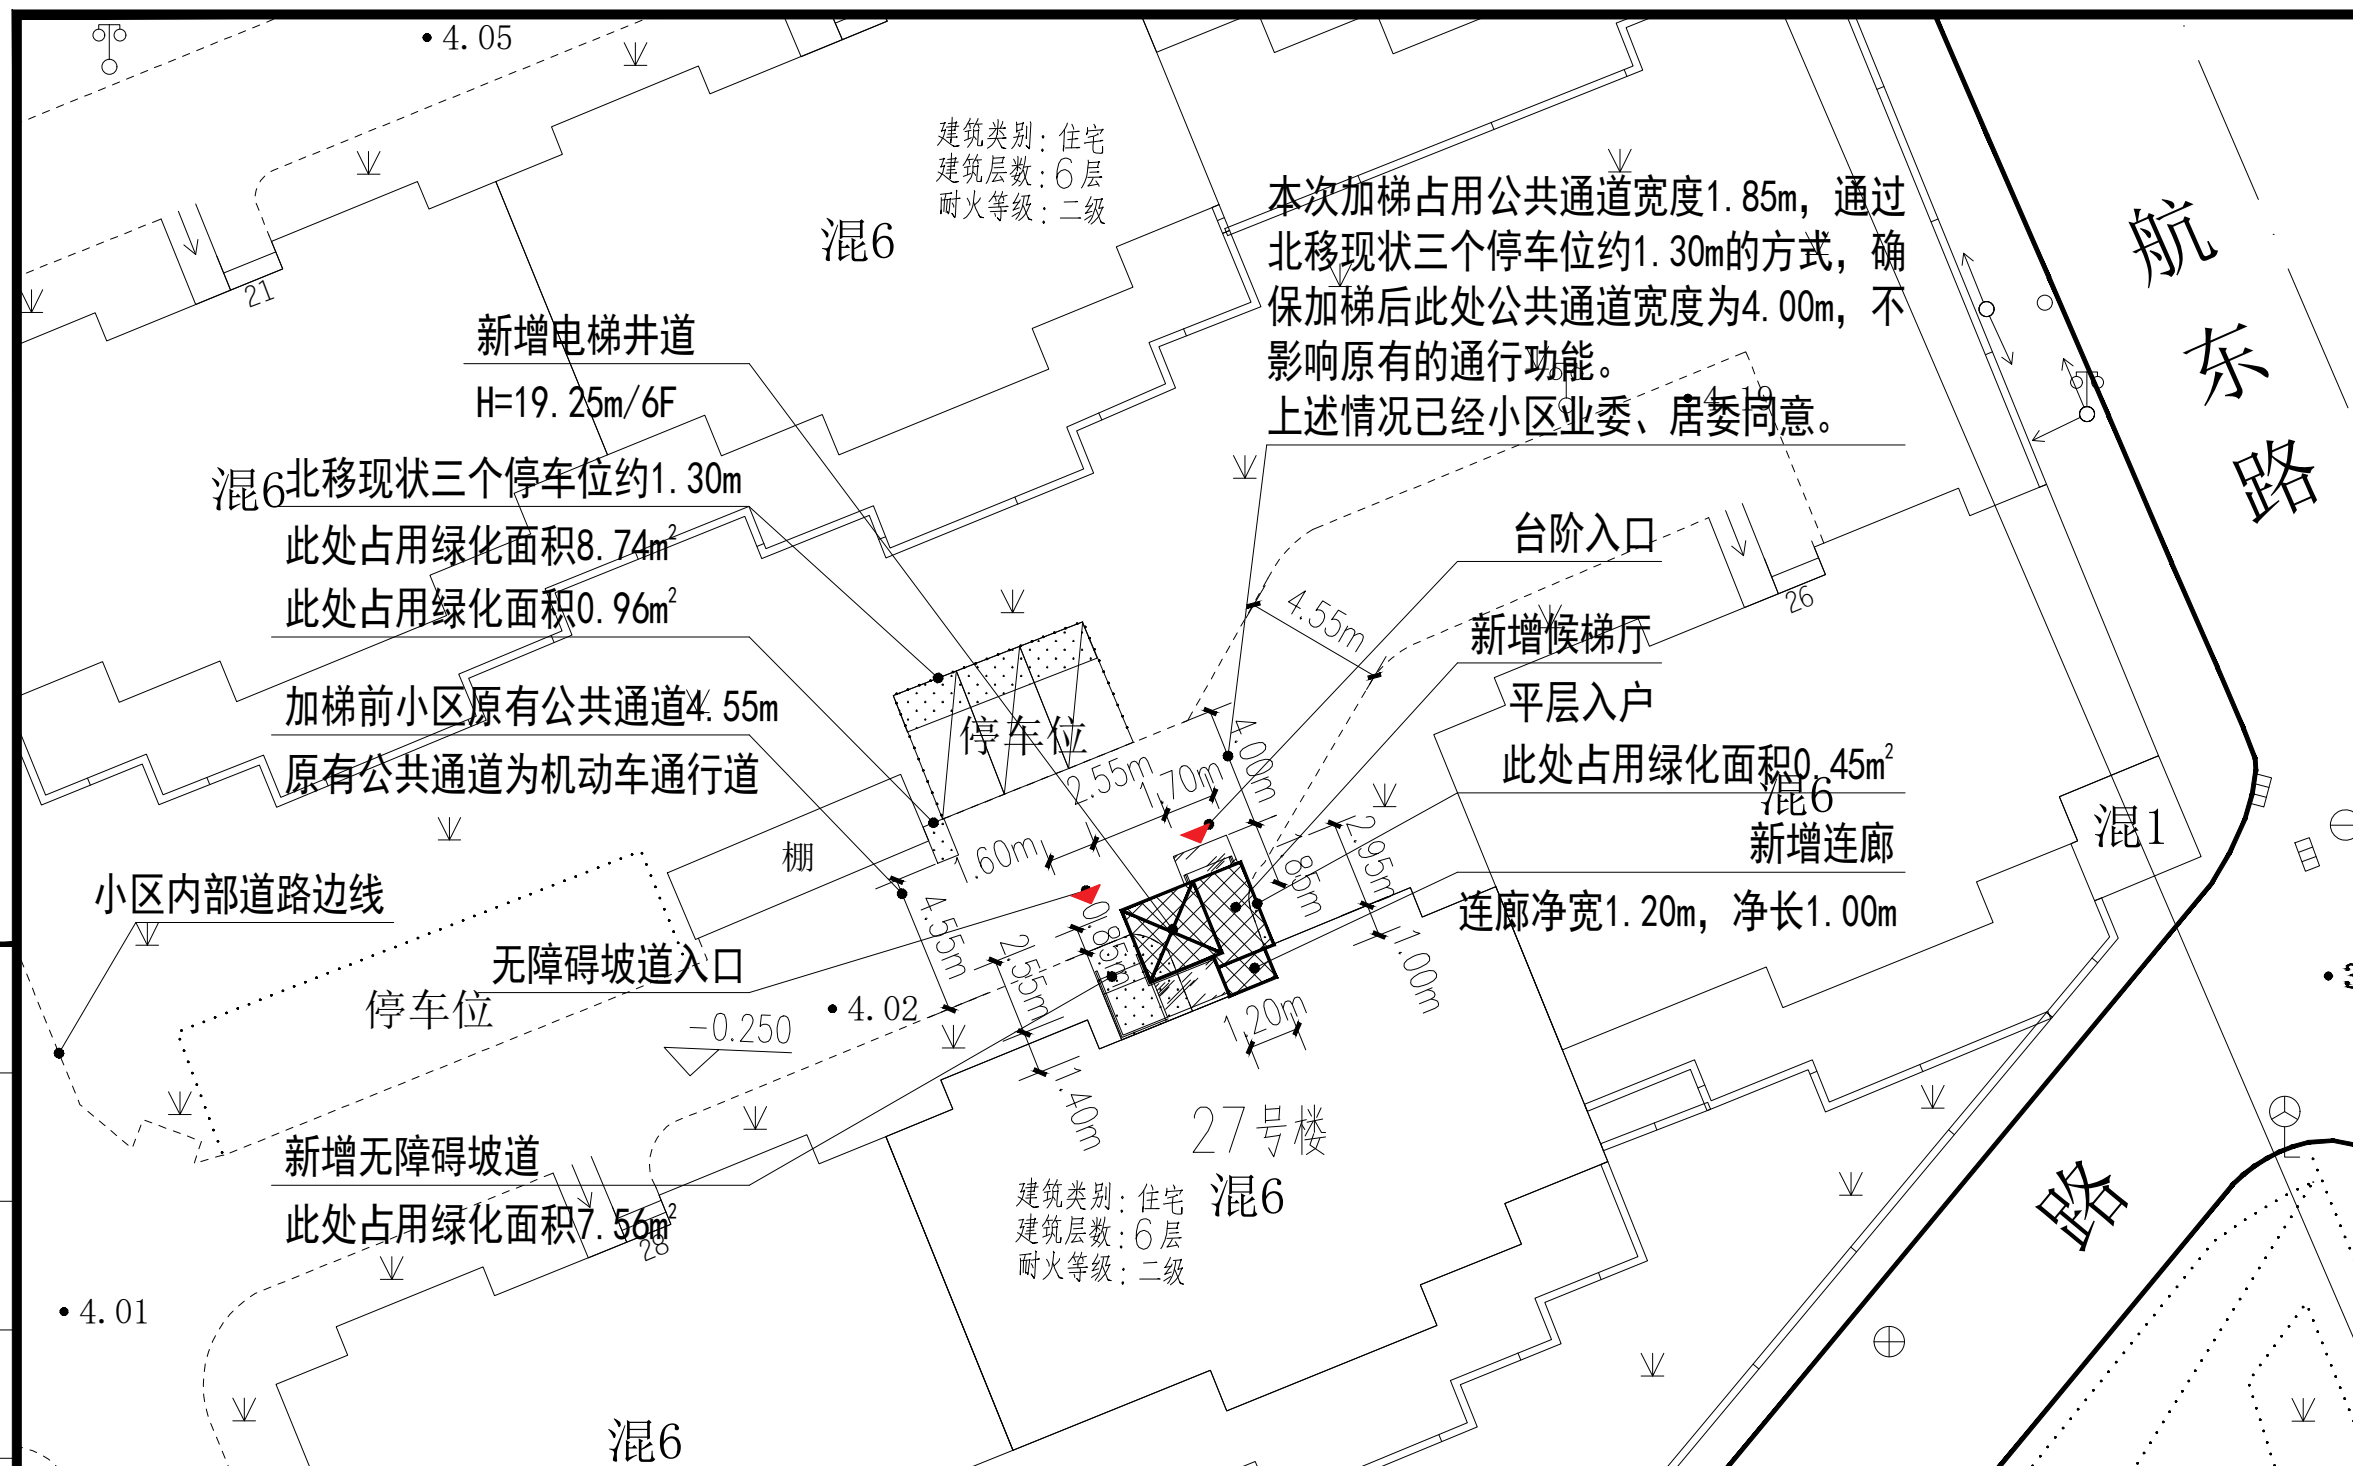 4.05
建筑类别：住宅
建筑层数：6层
耐火等级：二级
混6
21
本次加梯占用公共通道宽度1.85m，通过
北移现状三个停车位约1.30m的方式，确
保加梯后此处公共通道宽度为4.00m，不
影响原有的通行功能。
上述情况已经小区业委、居委同意。
4.19
航
东
路
新增电梯井道
H=19.25m/6F
混6
北移现状三个停车位约1.30m
此处占用绿化面积8.74m²
此处占用绿化面积0.96m²
加梯前小区原有公共通道4.55m
原有公共通道为机动车通行道
台阶入口
26
4.55m
新增候梯厅
平层入户
此处占用绿化面积0.45m²
混6
新增连廊
连廊净宽1.20m，净长1.00m
混1
停车位
2.55m
1.70m
4.00m
棚
.60m
1.85m
2.95m
小区内部道路边线
4.55m
2.55m
0.85m
1.00m
无障碍坡道入口
停车位
4.02
-0.250
1.20m
1.40m
27号楼
混6
建筑类别：住宅
建筑层数：6层
耐火等级：二级
新增无障碍坡道
此处占用绿化面积7.56m²
28
4.01
混6
路